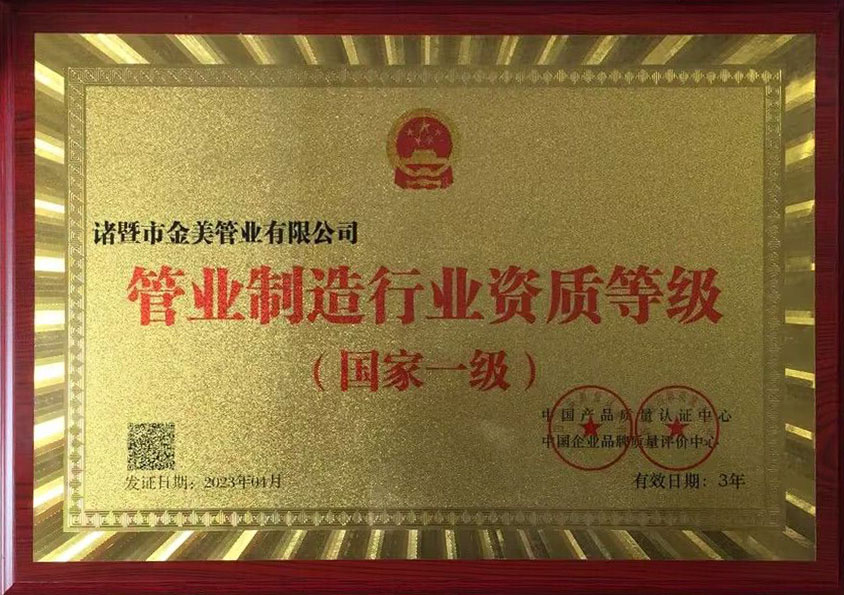 诸暨市金美管业有限公司
管业制造行业资质等级
（国家一级）
中国产品质量认证中心
中国企业品牌质量评价中心
发证日期：2023年04月
有效日期：3年